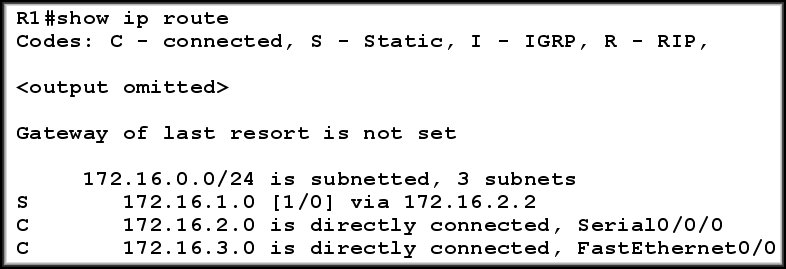 R1#show ip route
Codes: C - connected, S - Static, I - IGRP, R - RIP,
<output omitted>
Gateway of last resort is not set
172.16.0.0/24 is subnetted, 3 subnets
S 172.16.1.0 [1/0] via 172.16.2.2
C 172.16.2.0 is directly connected, Serial0/0/0
C 172.16.3.0 is directly connected, FastEthernet0/0